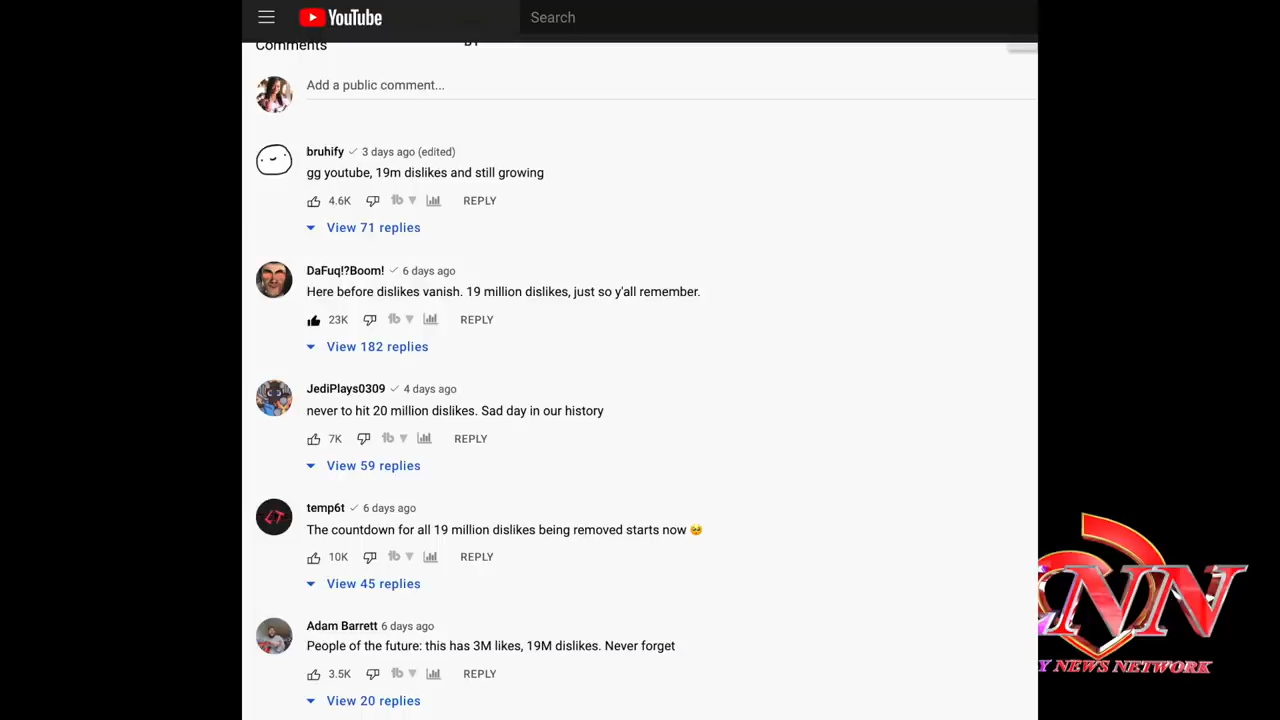 YouTube
Search
Comments
Add a public comment...
bruhify 3 days ago (edited)
gg youtube, 19m dislikes and still growing
4.6K tb REPLY
View 71 replies
DaFuq!?Boom! 6 days ago
Here before dislikes vanish. 19 million dislikes, just so y'all remember.
23K tb REPLY
View 182 replies
JediPlays0309 4 days ago
never to hit 20 million dislikes. Sad day in our history
7K tb REPLY
View 59 replies
temp6t 6 days ago
The countdown for all 19 million dislikes being removed starts now 🥺
10K tb REPLY
View 45 replies
Adam Barrett 6 days ago
People of the future: this has 3M likes, 19M dislikes. Never forget
3.5K tb REPLY
View 20 replies
NN
Y NEWS NETWORK